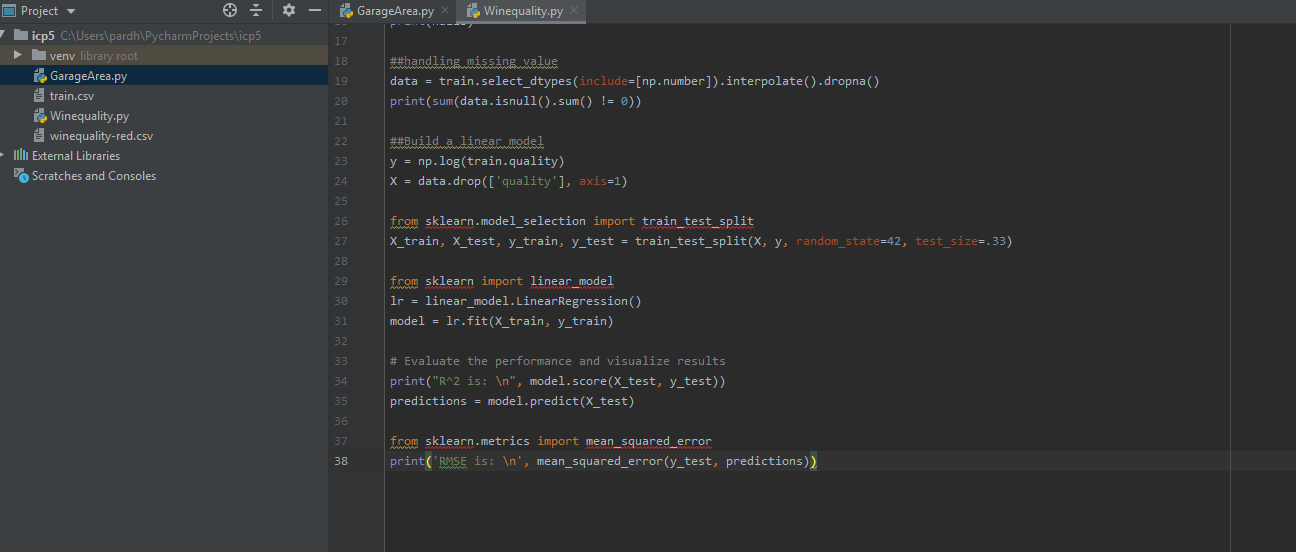 Project
GarageArea.py
Winequality.py
icp5 C:\Users\pardh\PycharmProjects\icp5
venv library root
GarageArea.py
train.csv
Winequality.py
winequality-red.csv
External Libraries
Scratches and Consoles
17
18 ##handling missing value
19 data = train.select_dtypes(include=[np.number]).interpolate().dropna()
20 print(sum(data.isnull().sum() != 0))
21
22 ##Build a linear model
23 y = np.log(train.quality)
24 X = data.drop(['quality'], axis=1)
25
26 from sklearn.model_selection import train_test_split
27 X_train, X_test, y_train, y_test = train_test_split(X, y, random_state=42, test_size=.33)
28
29 from sklearn import linear_model
30 lr = linear_model.LinearRegression()
31 model = lr.fit(X_train, y_train)
32
33 # Evaluate the performance and visualize results
34 print("R^2 is: \n", model.score(X_test, y_test))
35 predictions = model.predict(X_test)
36
37 from sklearn.metrics import mean_squared_error
38 print('RMSE is: \n', mean_squared_error(y_test, predictions))